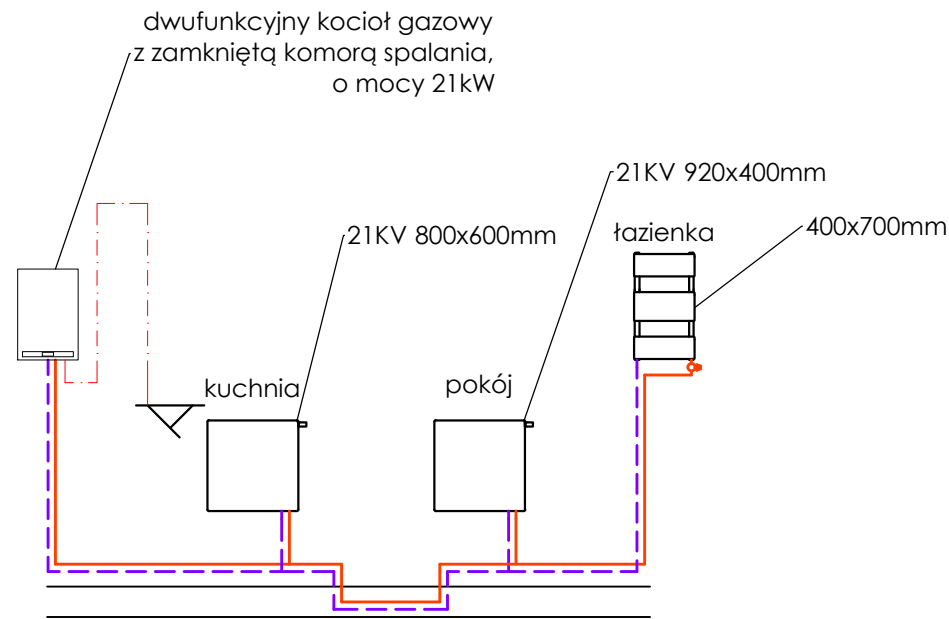 dwufunkcyjny kocioł gazowy
z zamkniętą komorą spalania,
o mocy 21kW
21KV 920x400mm
21KV 800x600mm
łazienka
400x700mm
kuchnia
pokój